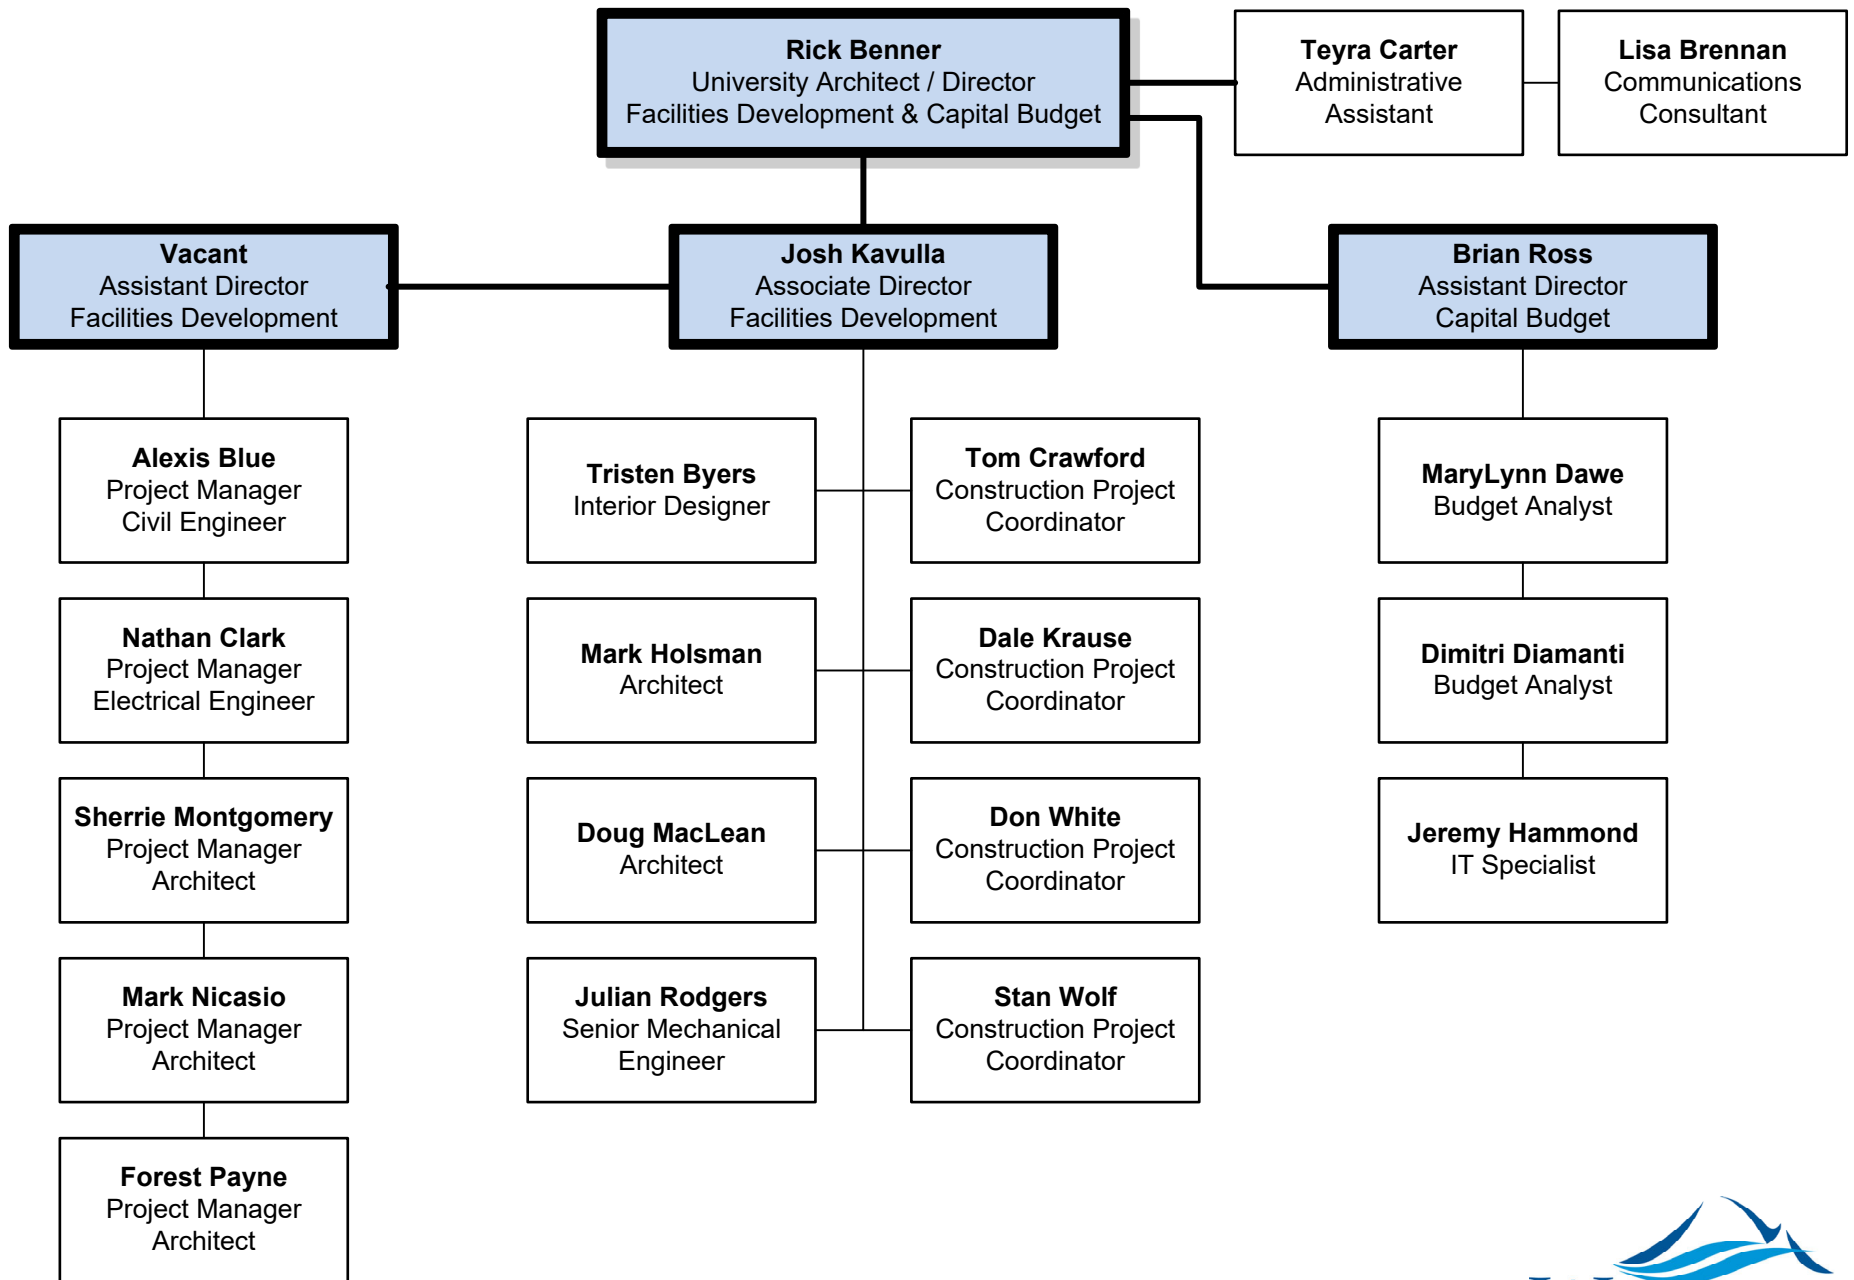 Rick Benner
University Architect / Director
Facilities Development & Capital Budget
Teyra Carter
Administrative
Assistant
Lisa Brennan
Communications
Consultant
Vacant
Assistant Director
Facilities Development
Josh Kavulla
Associate Director
Facilities Development
Brian Ross
Assistant Director
Capital Budget
Alexis Blue
Project Manager
Civil Engineer
Nathan Clark
Project Manager
Electrical Engineer
Sherrie Montgomery
Project Manager
Architect
Mark Nicasio
Project Manager
Architect
Forest Payne
Project Manager
Architect
Tristen Byers
Interior Designer
Mark Holsman
Architect
Doug MacLean
Architect
Julian Rodgers
Senior Mechanical
Engineer
Tom Crawford
Construction Project
Coordinator
Dale Krause
Construction Project
Coordinator
Don White
Construction Project
Coordinator
Stan Wolf
Construction Project
Coordinator
MaryLynn Dawe
Budget Analyst
Dimitri Diamanti
Budget Analyst
Jeremy Hammond
IT Specialist